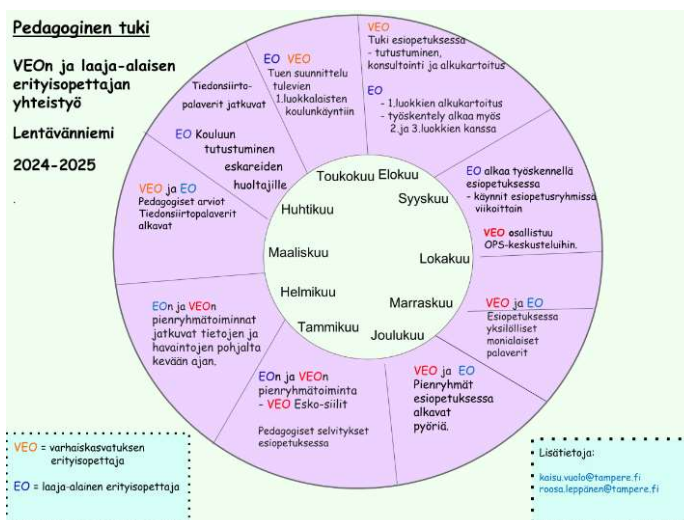 Pedagoginen tuki
VEOn ja laaja-alaisen
erityisopettajan
yhteistyö
Lentävänniemi
2024-2025
.
VEO
Tuki esiopetuksessa
- tutustuminen,
konsultointi ja alkukartoitus
EO
- 1.luokkien alkukartoitus
- työskentely alkaa myös
2.ja 3.luokkien kanssa
EO alkaa työskennellä
esiopetuksessa
- käynnit esiopetusryhmissä
viikoittain
VEO osallistuu
OPS-keskusteluihin.
VEO ja EO
Esiopetuksessa
yksilölliset
monialaiset
palaverit
VEO ja EO
Pienryhmät
esiopetuksessa
alkavat
pyöriä.
EOn ja VEOn
pienryhmätoiminta
- VEO Esko-siilit
Pedagogiset selvitykset
esiopetuksessa
EOn ja VEOn
pienryhmätoiminnat
jatkuvat tietojen ja
havaintojen pohjalta
kevään ajan.
VEO ja EO
Pedagogiset arviot
Tiedonsiirtopalaverit
alkavat
Tiedonsiirto-
palaverit jatkuvat
EO Kouluun
tutustuminen
eskareiden
huoltajille
EO VEO
Tuen suunnittelu
tulevien
1.luokkalaisten
koulunkäyntiin
Elokuu
Syyskuu
Lokakuu
Marraskuu
Joulukuu
Tammikuu
Helmikuu
Maaliskuu
Huhtikuu
Toukokuu
VEO = varhaiskasvatuksen
erityisopettaja
EO = laaja-alainen erityisopettaja
Lisätietoja:
kaisu.vuolo@tampere.fi
roosa.leppänen@tampere.fi